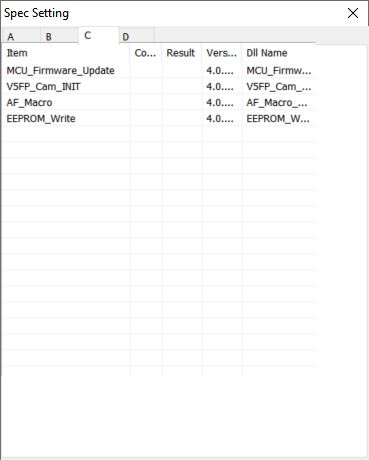 Spec Setting
A B C D
Item Co... Result Vers... Dll Name
MCU_Firmware_Update 4.0.... MCU_Firmw...
V5FP_Cam_INIT 4.0.... V5FP_Cam_...
AF_Macro 4.0.... AF_Macro_...
EEPROM_Write 4.0.... EEPROM_W...